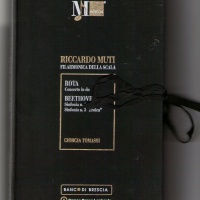 RICCARDO MUTI
FILARMONICA DELLA SCALA
ROTA
Concerto in do
BEETHOVEN
Sinfonia n.
Sinfonia n. 3 "eroica"
GIORGIA TOMASSI
BANCO DI BRESCIA